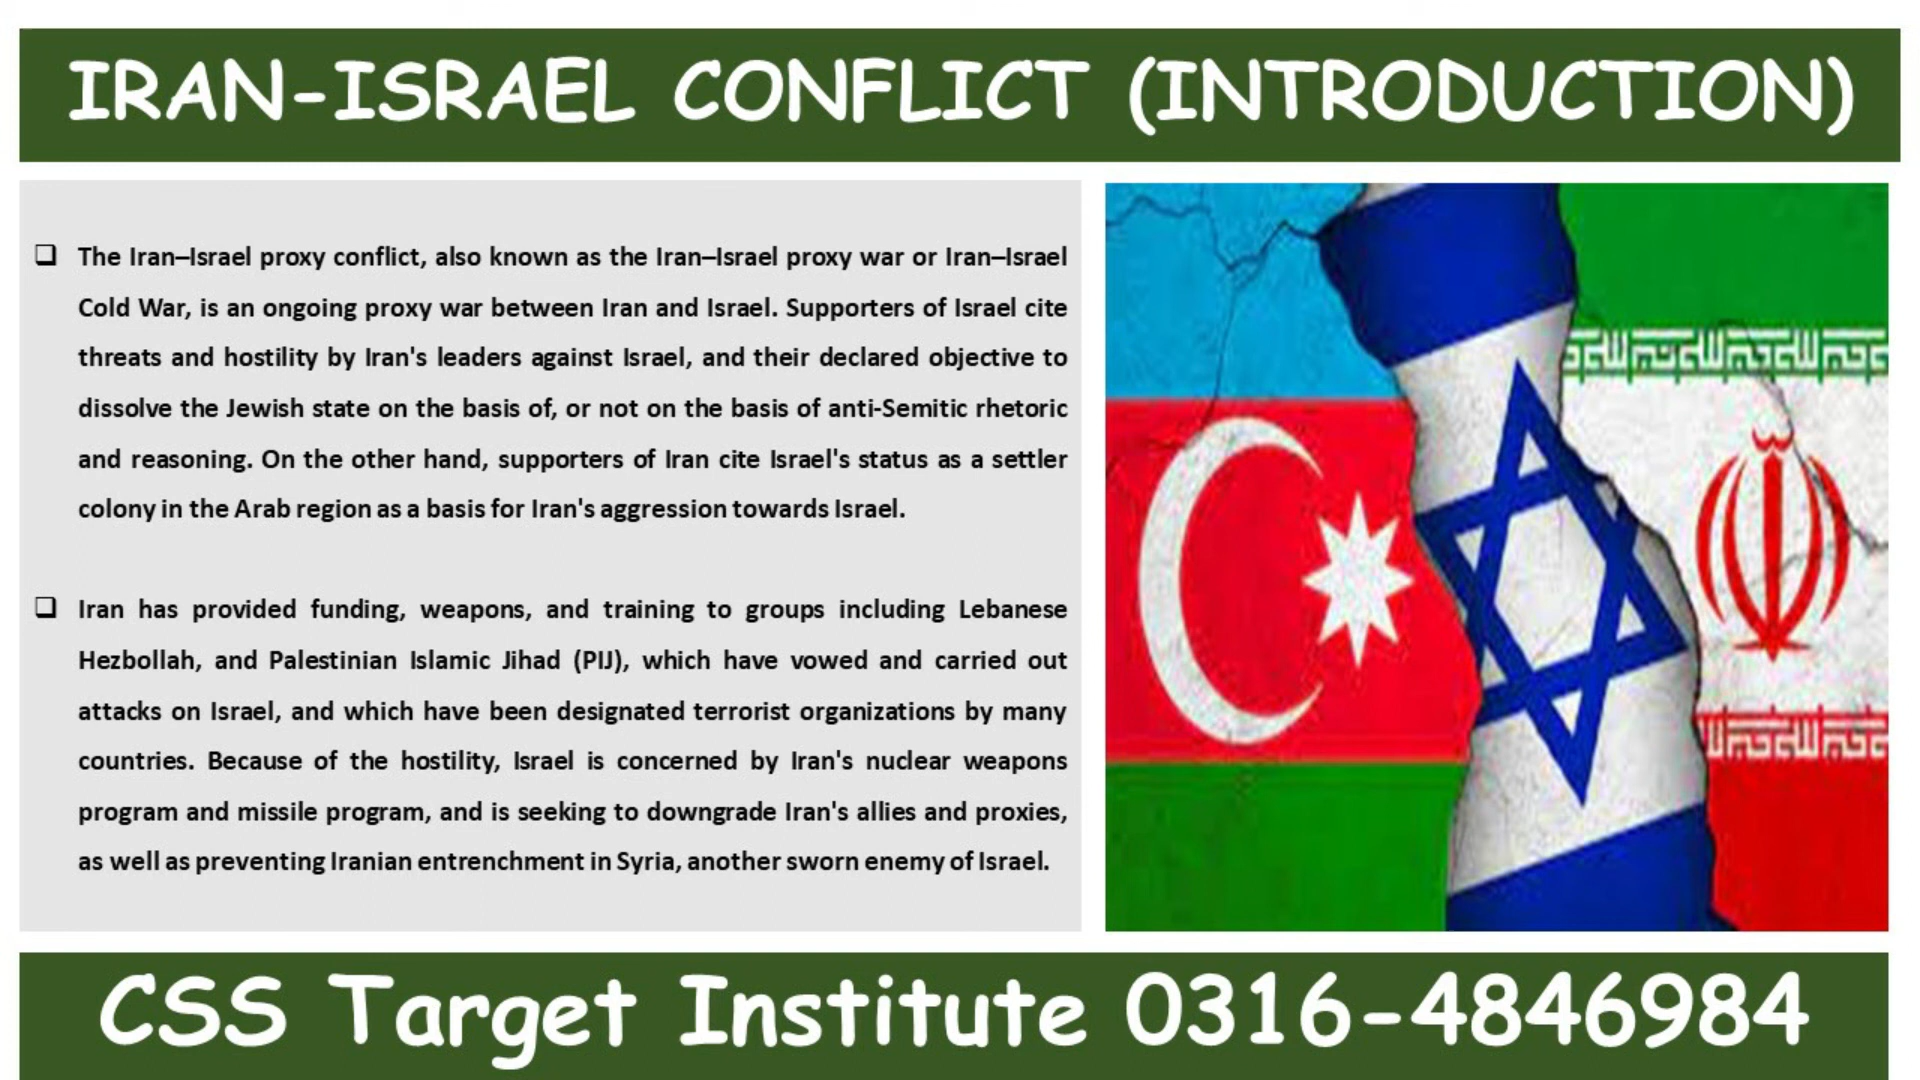 IRAN-ISRAEL CONFLICT (INTRODUCTION)
The Iran–Israel proxy conflict, also known as the Iran–Israel proxy war or Iran–Israel
Cold War, is an ongoing proxy war between Iran and Israel. Supporters of Israel cite
threats and hostility by Iran's leaders against Israel, and their declared objective to
dissolve the Jewish state on the basis of, or not on the basis of anti-Semitic rhetoric
and reasoning. On the other hand, supporters of Iran cite Israel's status as a settler
colony in the Arab region as a basis for Iran's aggression towards Israel.
Iran has provided funding, weapons, and training to groups including Lebanese
Hezbollah, and Palestinian Islamic Jihad (PIJ), which have vowed and carried out
attacks on Israel, and which have been designated terrorist organizations by many
countries. Because of the hostility, Israel is concerned by Iran's nuclear weapons
program and missile program, and is seeking to downgrade Iran's allies and proxies,
as well as preventing Iranian entrenchment in Syria, another sworn enemy of Israel.
CSS Target Institute 0316-4846984